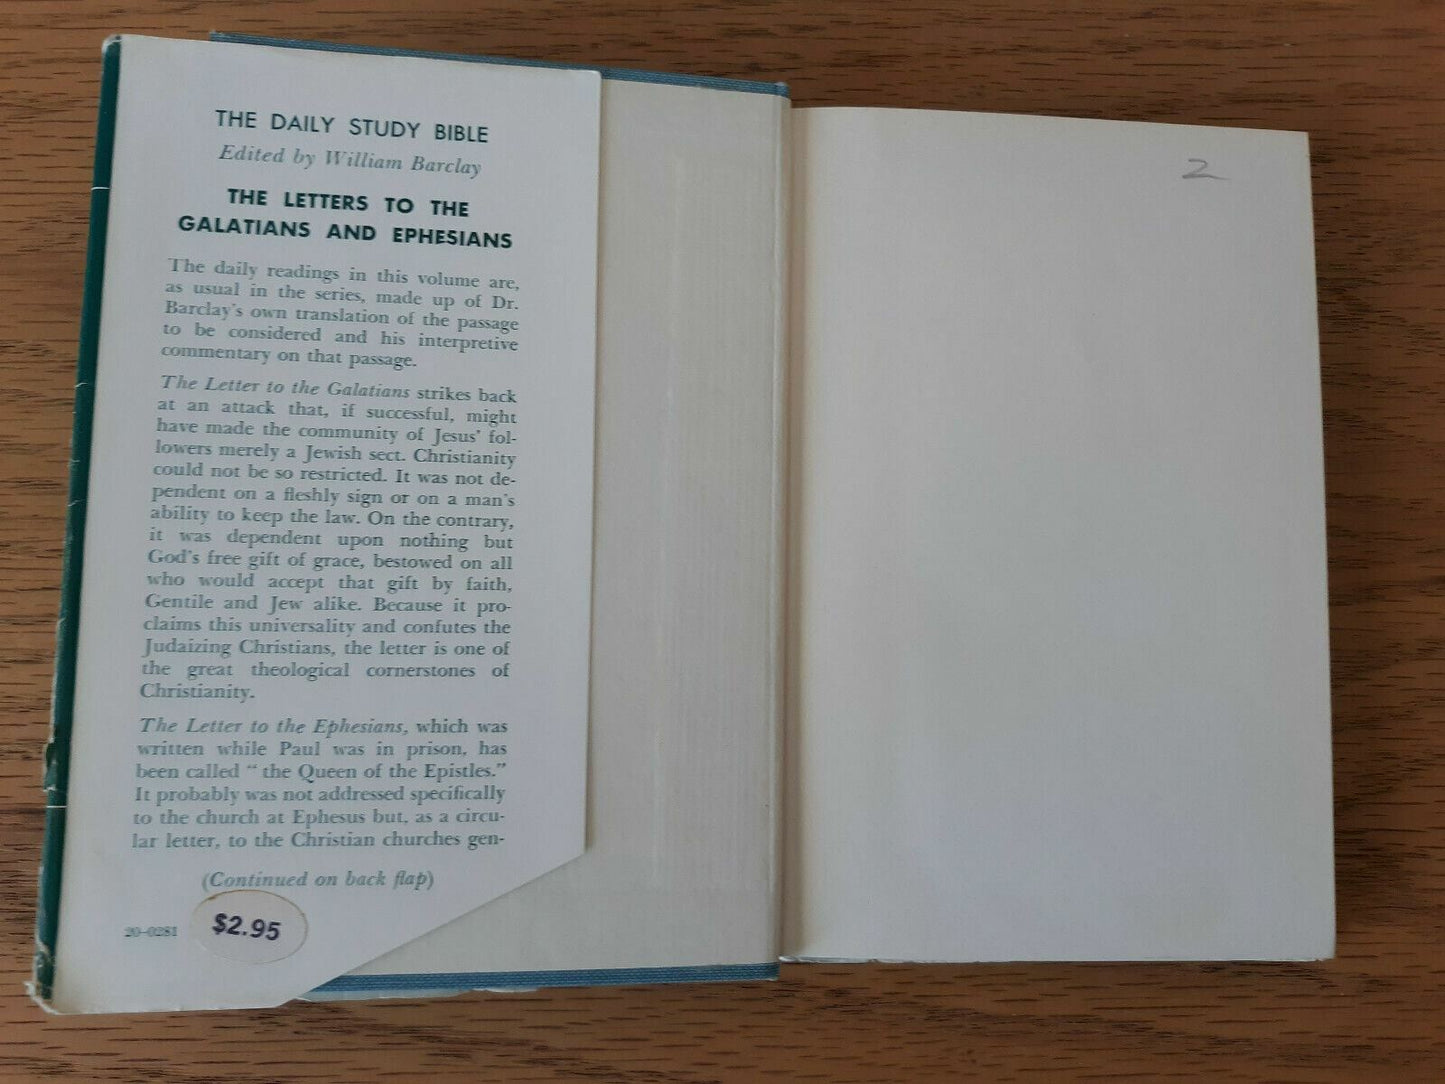 THE DAILY STUDY BIBLE
Edited by William Barclay
THE LETTERS TO THE
GALATIANS AND EPHESIANS
The daily readings in this volume are,
as usual in the series, made up of Dr.
Barclay's own translation of the passage
to be considered and his interpretive
commentary on that passage.
The Letter to the Galatians strikes back
at an attack that, if successful, might
have made the community of Jesus' fol-
lowers merely a Jewish sect. Christianity
could not be so restricted. It was not de-
pendent on a fleshly sign or on a man's
ability to keep the law. On the contrary,
it was dependent upon nothing but
God's free gift of grace, bestowed on all
who would accept that gift by faith,
Gentile and Jew alike. Because it pro-
claims this universality and confutes the
Judaizing Christians, the letter is one of
the great theological cornerstones of
Christianity.
The Letter to the Ephesians, which was
written while Paul was in prison, has
been called "the Queen of the Epistles."
It probably was not addressed specifically
to the church at Ephesus but, as a circu-
lar letter, to the Christian churches gen-
(Continued on back flap)
20-0281
$2.95
2